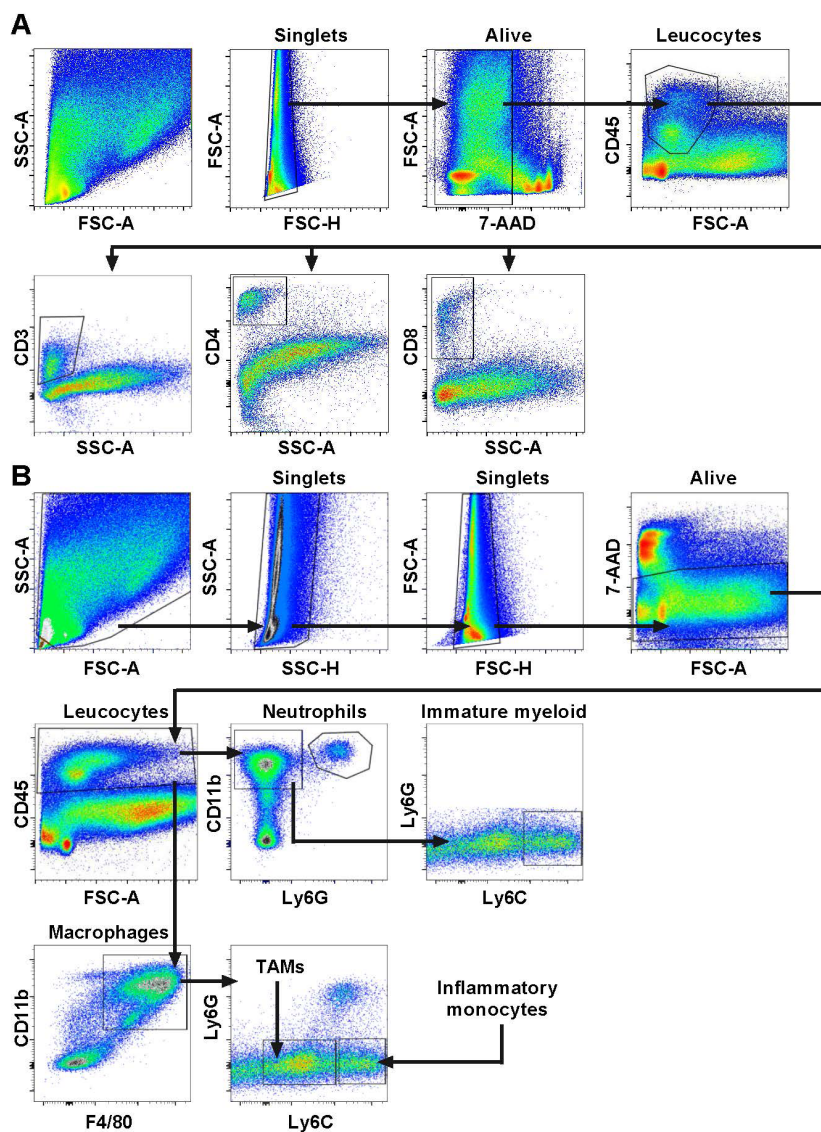 A
Singlets
Alive
Leucocytes
SSC-A
FSC-A
FSC-A
FSC-H
FSC-A
7-AAD
CD45
FSC-A
CD3
SSC-A
CD4
SSC-A
CD8
SSC-A
B
Singlets
Singlets
Alive
SSC-A
FSC-A
SSC-A
SSC-H
FSC-A
FSC-H
7-AAD
FSC-A
Leucocytes
Neutrophils
Immature myeloid
CD45
FSC-A
CD11b
Ly6G
Ly6G
Ly6C
Macrophages
CD11b
F4/80
TAMs
Ly6G
Ly6C
Inflammatory
monocytes